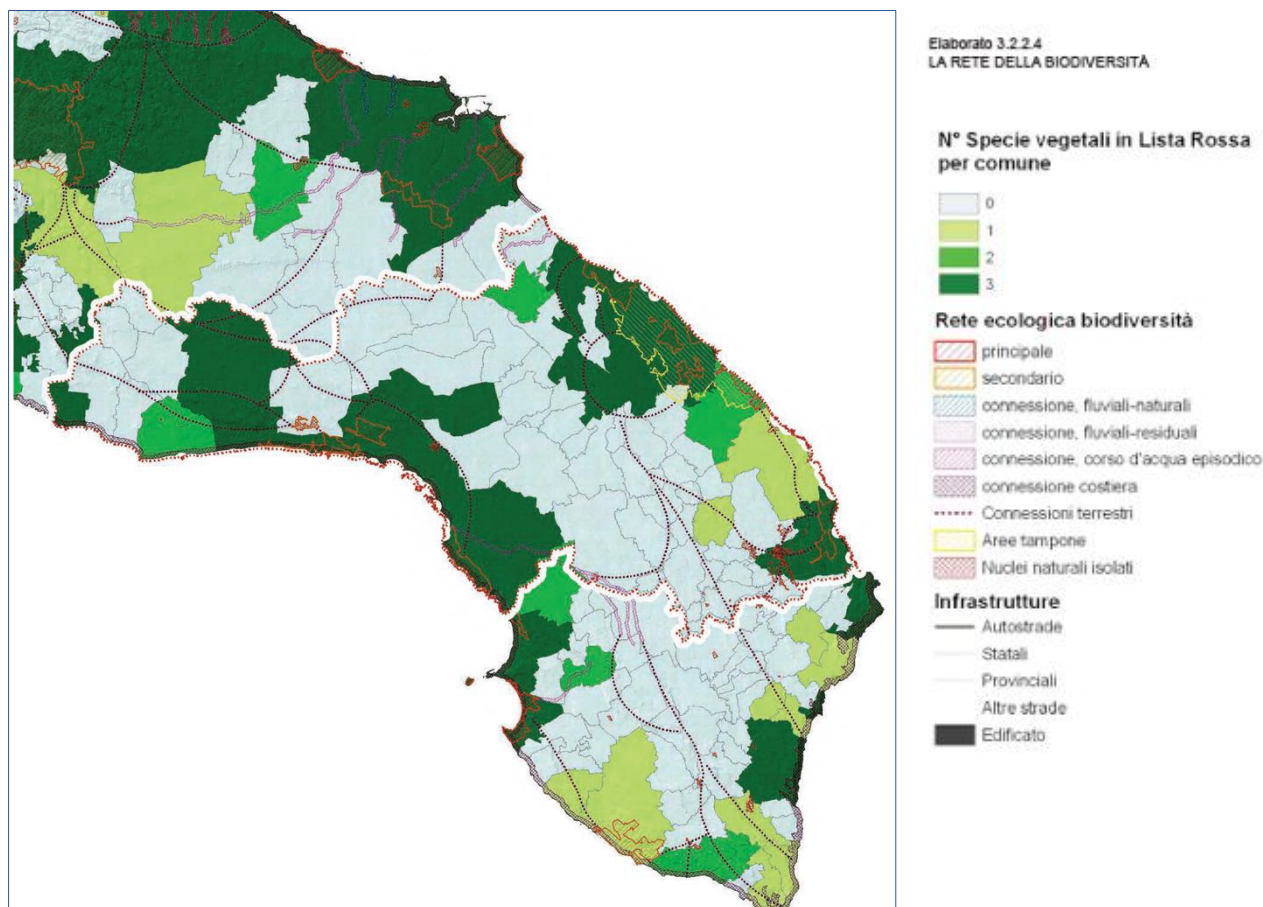 Elaborato 3.2.2.4
LA RETE DELLA BIODIVERSITÀ
N° Specie vegetali in Lista Rossa
per comune
0
1
2
3
Rete ecologica biodiversità
principale
secondario
connessione, fluviali-naturali
connessione, fluviali-residuali
connessione, corso d'acqua episodico
connessione costiera
Connessioni terrestri
Aree tampone
Nuclei naturali isolati
Infrastrutture
Autostrade
Statali
Provinciali
Altre strade
Edificato